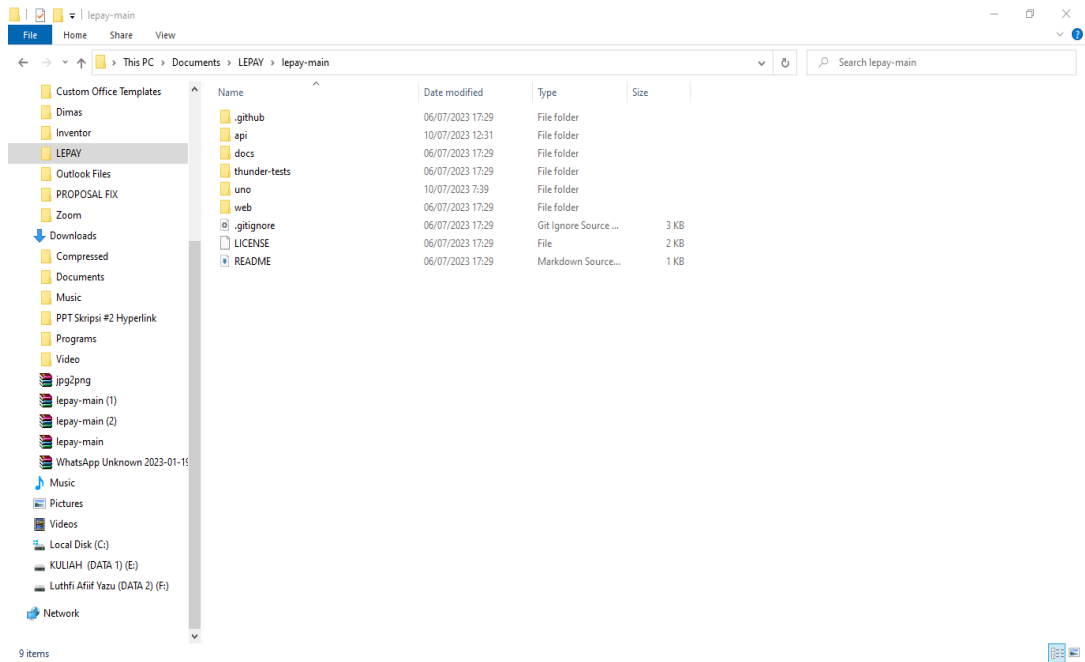 lepay-main
File Home Share View
This PC Documents LEPAY lepay-main
Search lepay-main
Custom Office Templates
Dimas
Inventor
LEPAY
Outlook Files
PROPOSAL FIX
Zoom
Downloads
Compressed
Documents
Music
PPT Skripsi #2 Hyperlink
Programs
Video
jpg2png
lepay-main (1)
lepay-main (2)
lepay-main
WhatsApp Unknown 2023-01-19
Music
Pictures
Videos
Local Disk (C:)
KULIAH (DATA 1) (E:)
Luthfi Afiif Yazu (DATA 2) (F:)
Network
Name Date modified Type Size
.github 06/07/2023 17:29 File folder
api 10/07/2023 12:31 File folder
docs 06/07/2023 17:29 File folder
thunder-tests 06/07/2023 17:29 File folder
uno 10/07/2023 7:39 File folder
web 06/07/2023 17:29 File folder
.gitignore 06/07/2023 17:29 Git Ignore Source ... 3 KB
LICENSE 06/07/2023 17:29 File 2 KB
README 06/07/2023 17:29 Markdown Source... 1 KB
9 items